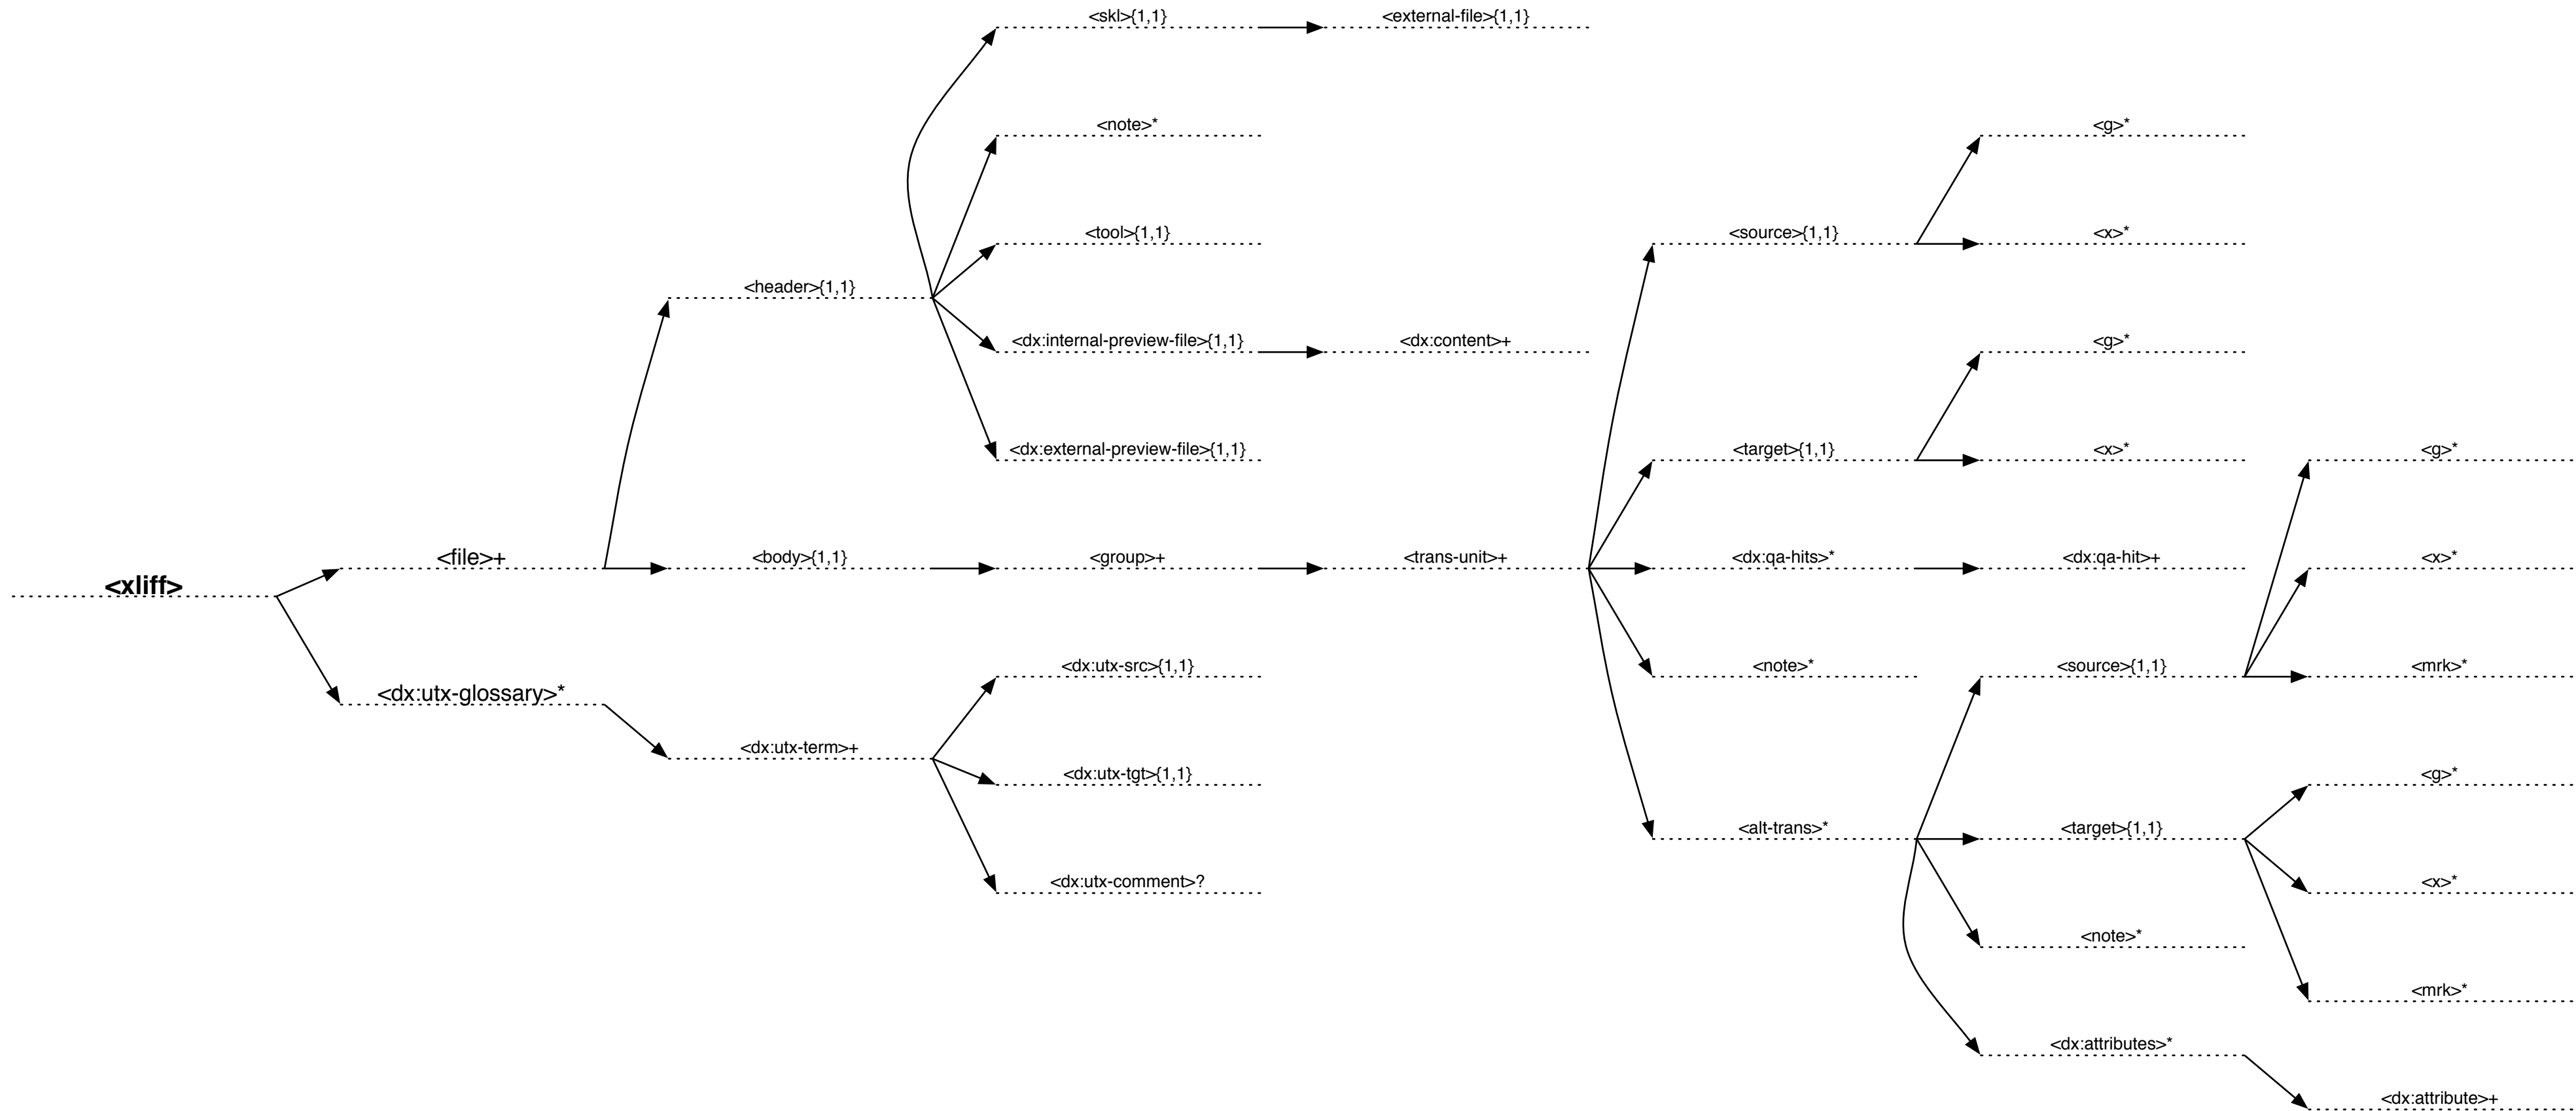 <xliff>
<file>+
<header>{1,1}
<skl>{1,1}
<external-file>{1,1}
<note>*
<tool>{1,1}
<dx:internal-preview-file>{1,1}
<dx:content>+
<dx:external-preview-file>{1,1}
<body>{1,1}
<group>+
<trans-unit>+
<source>{1,1}
<g>*
<x>*
<target>{1,1}
<g>*
<x>*
<dx:qa-hits>*
<dx:qa-hit>+
<note>*
<alt-trans>*
<source>{1,1}
<g>*
<x>*
<mrk>*
<target>{1,1}
<g>*
<x>*
<mrk>*
<note>*
<dx:attributes>*
<dx:attribute>+
<dx:utx-glossary>*
<dx:utx-term>+
<dx:utx-src>{1,1}
<dx:utx-tgt>{1,1}
<dx:utx-comment>?